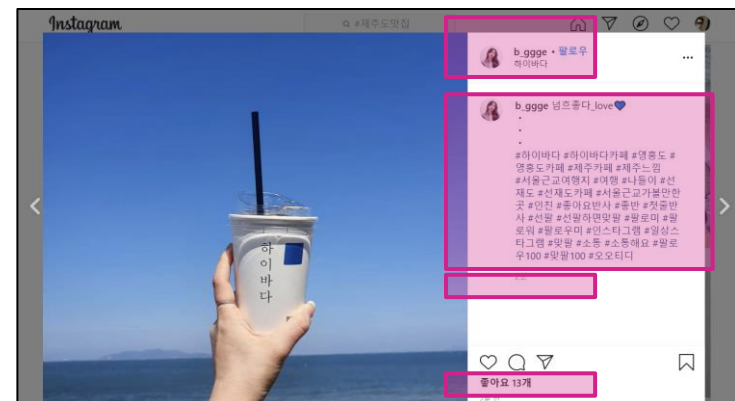 Instagram
#제주도맛집
b_ggge • 팔로우
하이바다
b_ggge 넘흐좋다_love💙
.
.
.
#하이바다 #하이바다카페 #영흥도 #
영흥도카페 #제주카페 #제주느낌
#서울근교여행지 #여행 #나들이 #선
재도 #선재도카페 #서울근교가볼만한
곳 #인친 #좋아요반사 #좋반 #첫줄반
사 #선팔 #선팔하면맞팔 #팔로미 #팔
로워 #팔로우미 #인스타그램 #일상스
타그램 #맞팔 #소통 #소통해요 #팔로
우100 #맞팔100 #오오티디
하이바다
좋아요 13개